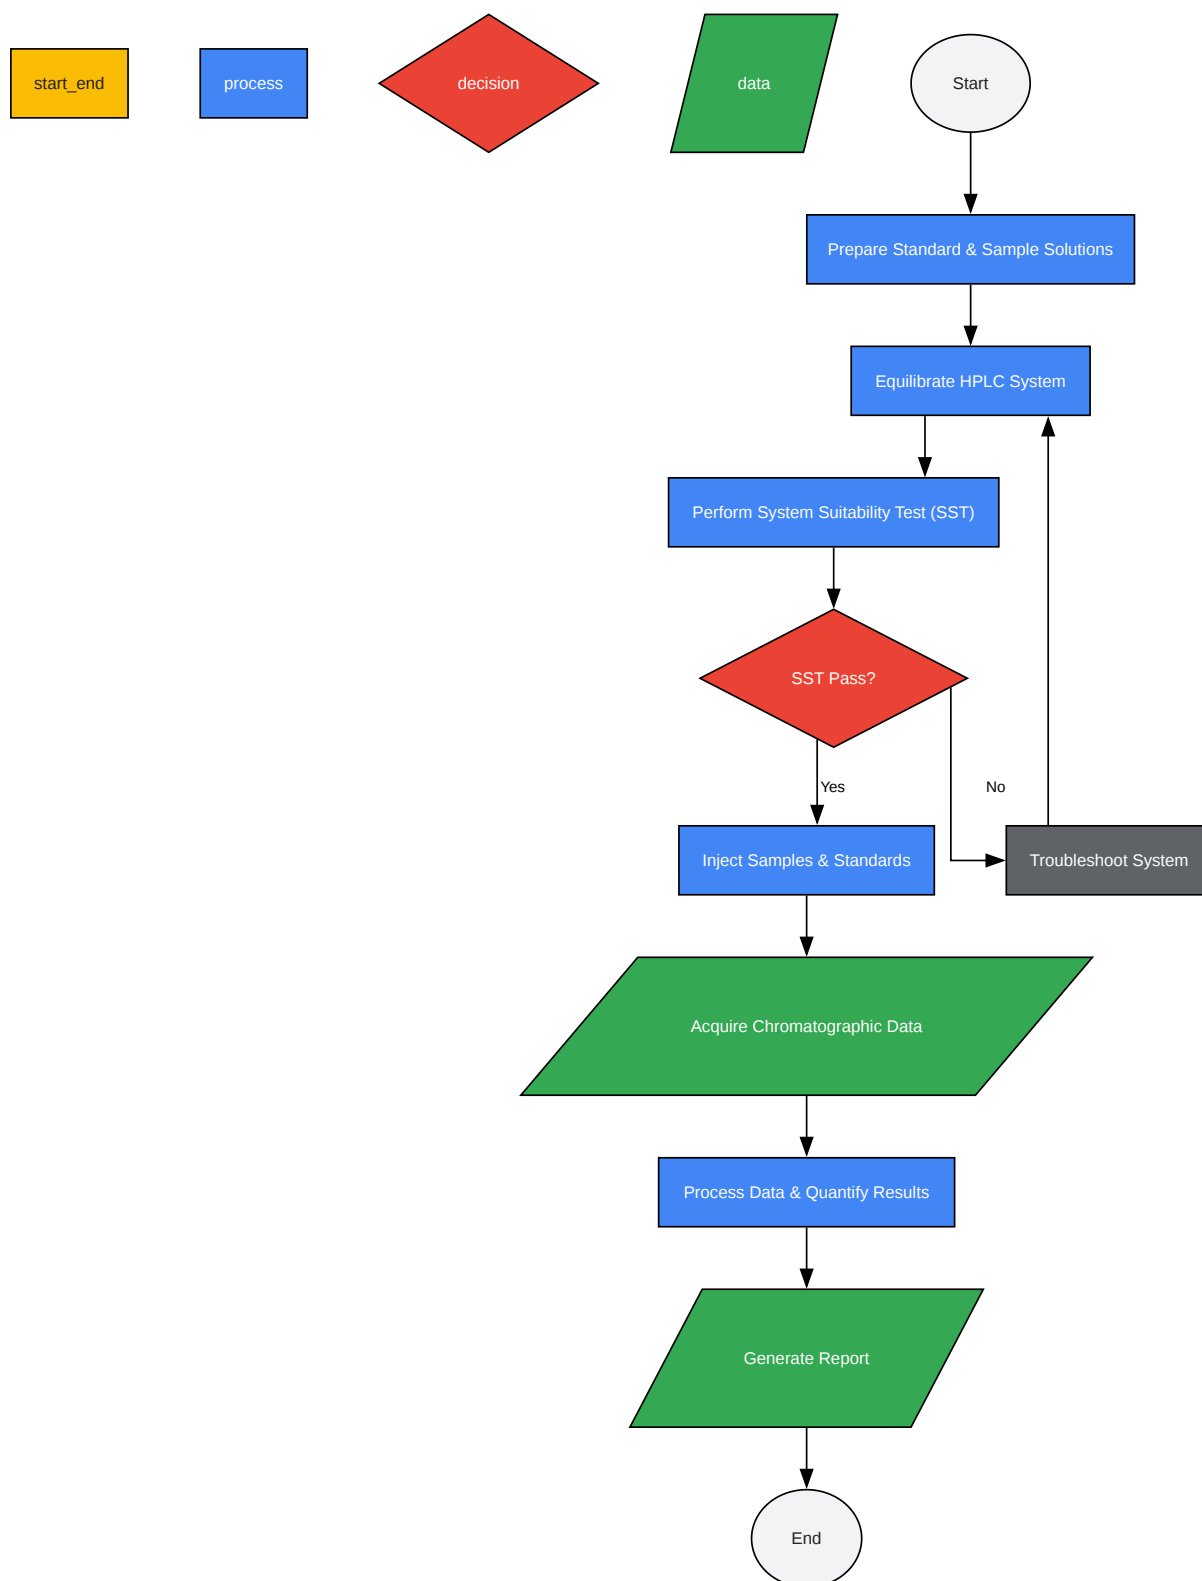 start_end
process
decision
data
Start
Prepare Standard & Sample Solutions
Equilibrate HPLC System
Perform System Suitability Test (SST)
SST Pass?
Yes
No
Inject Samples & Standards
Troubleshoot System
Acquire Chromatographic Data
Process Data & Quantify Results
Generate Report
End